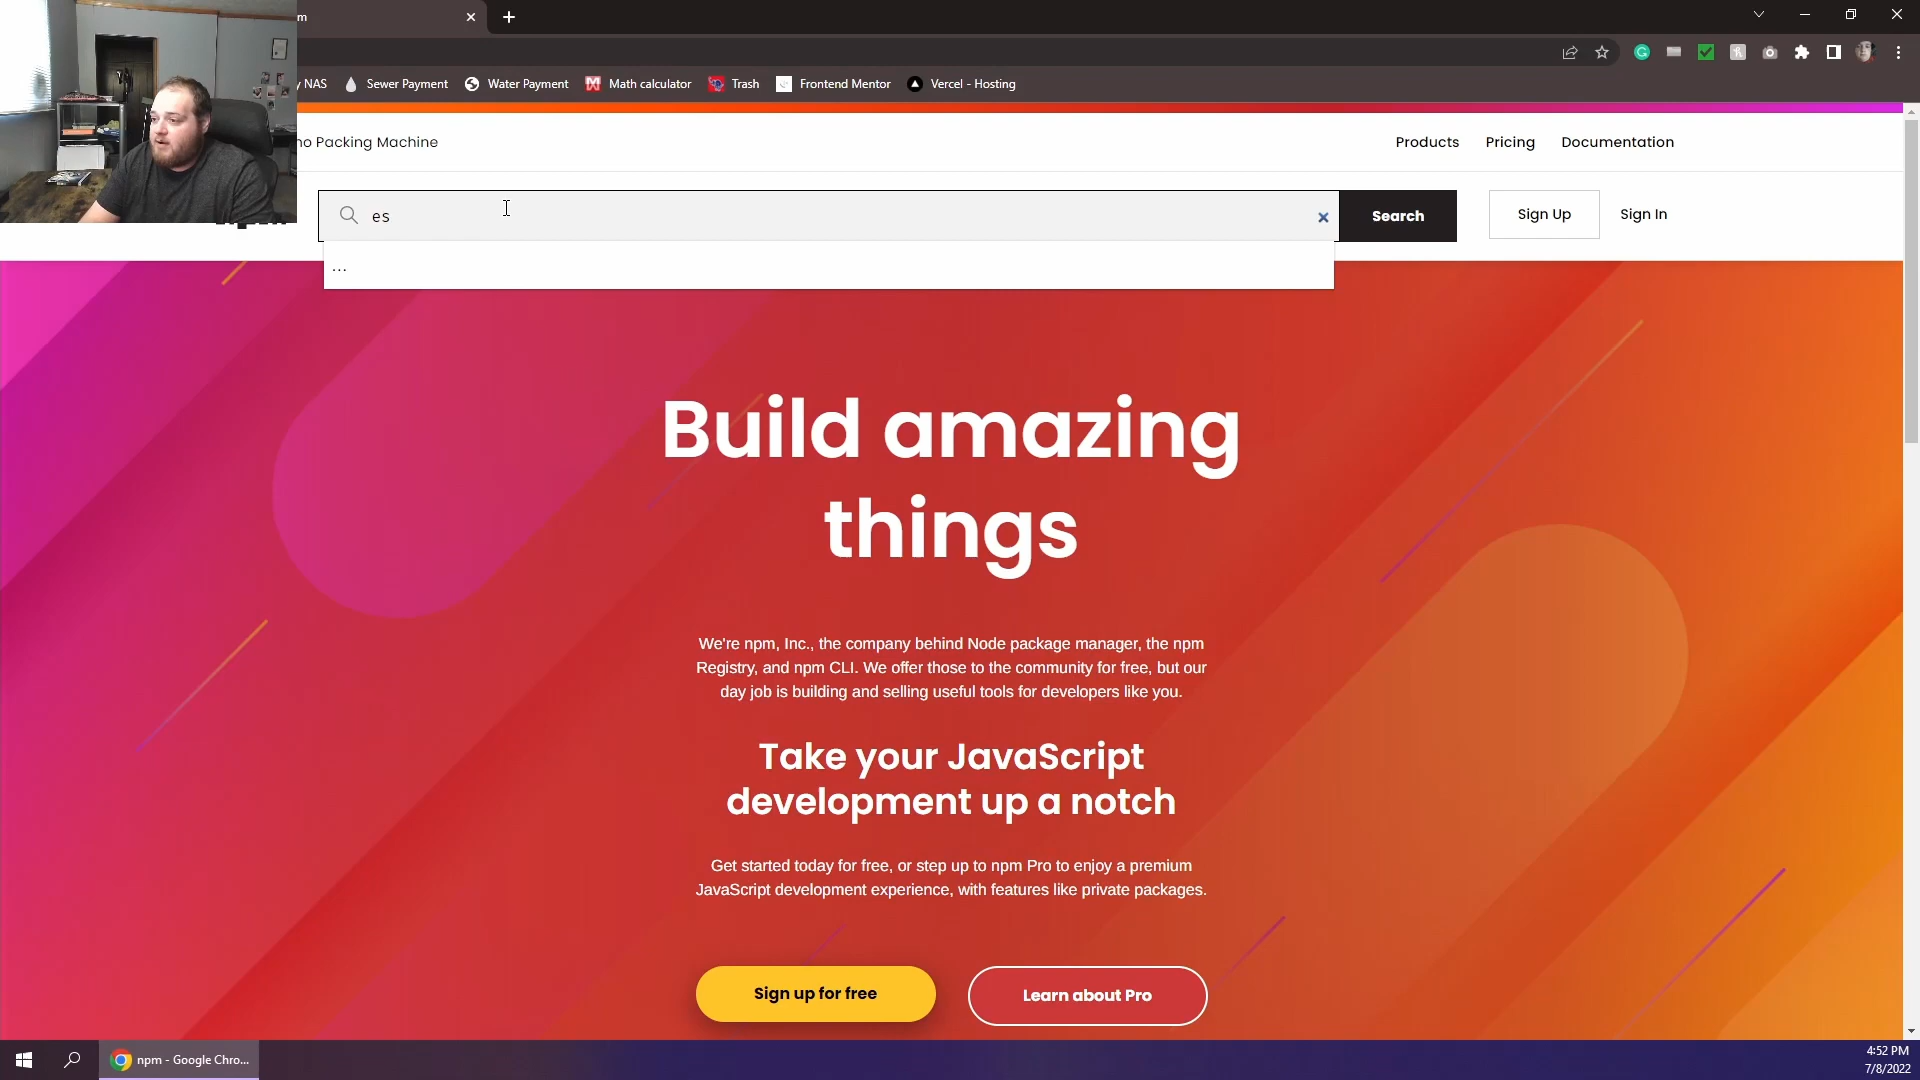 m
y NAS Sewer Payment Water Payment Math calculator Trash Frontend Mentor Vercel - Hosting
no Packing Machine
Products Pricing Documentation
es
Search
Sign Up
Sign In
...
Build amazing
things
We're npm, Inc., the company behind Node package manager, the npm
Registry, and npm CLI. We offer those to the community for free, but our
day job is building and selling useful tools for developers like you.
Take your JavaScript
development up a notch
Get started today for free, or step up to npm Pro to enjoy a premium
JavaScript development experience, with features like private packages.
Sign up for free
Learn about Pro
npm - Google Chro...
4:52 PM
7/8/2022